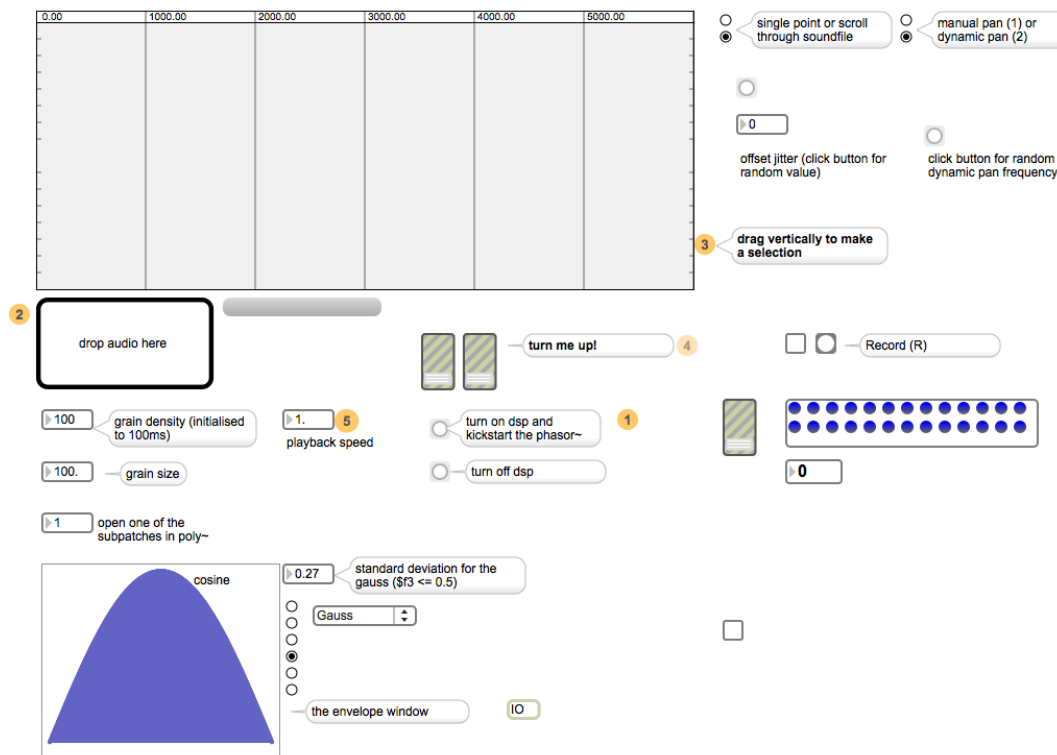 0.00 1000.00 2000.00 3000.00 4000.00 5000.00
single point or scroll
through soundfile
manual pan (1) or
dynamic pan (2)
0
offset jitter (click button for
random value)
click button for random
dynamic pan frequency
3
drag vertically to make
a selection
2
drop audio here
turn me up!
4
Record (R)
100
grain density (initialised
to 100ms)
1.
5
playback speed
turn on dsp and
kickstart the phasor~
1
100.
grain size
turn off dsp
0
1
open one of the
subpatches in poly~
cosine
0.27
standard deviation for the
gauss ($f3 <= 0.5)
Gauss
the envelope window
IO